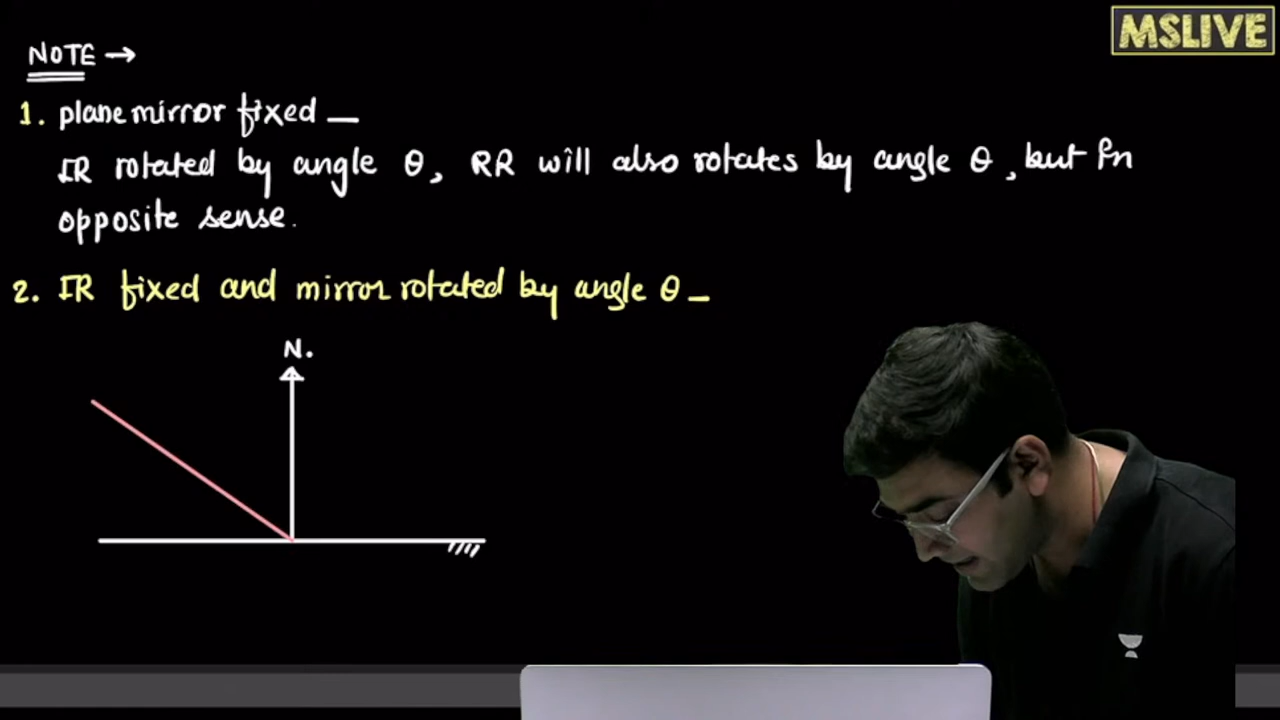 MSLIVE
NOTE →
1. plane mirror fixed _
IR rotated by angle θ, RR will also rotates by angle θ, but in
opposite sense.
2. IR fixed and mirror rotated by angle θ _
N.